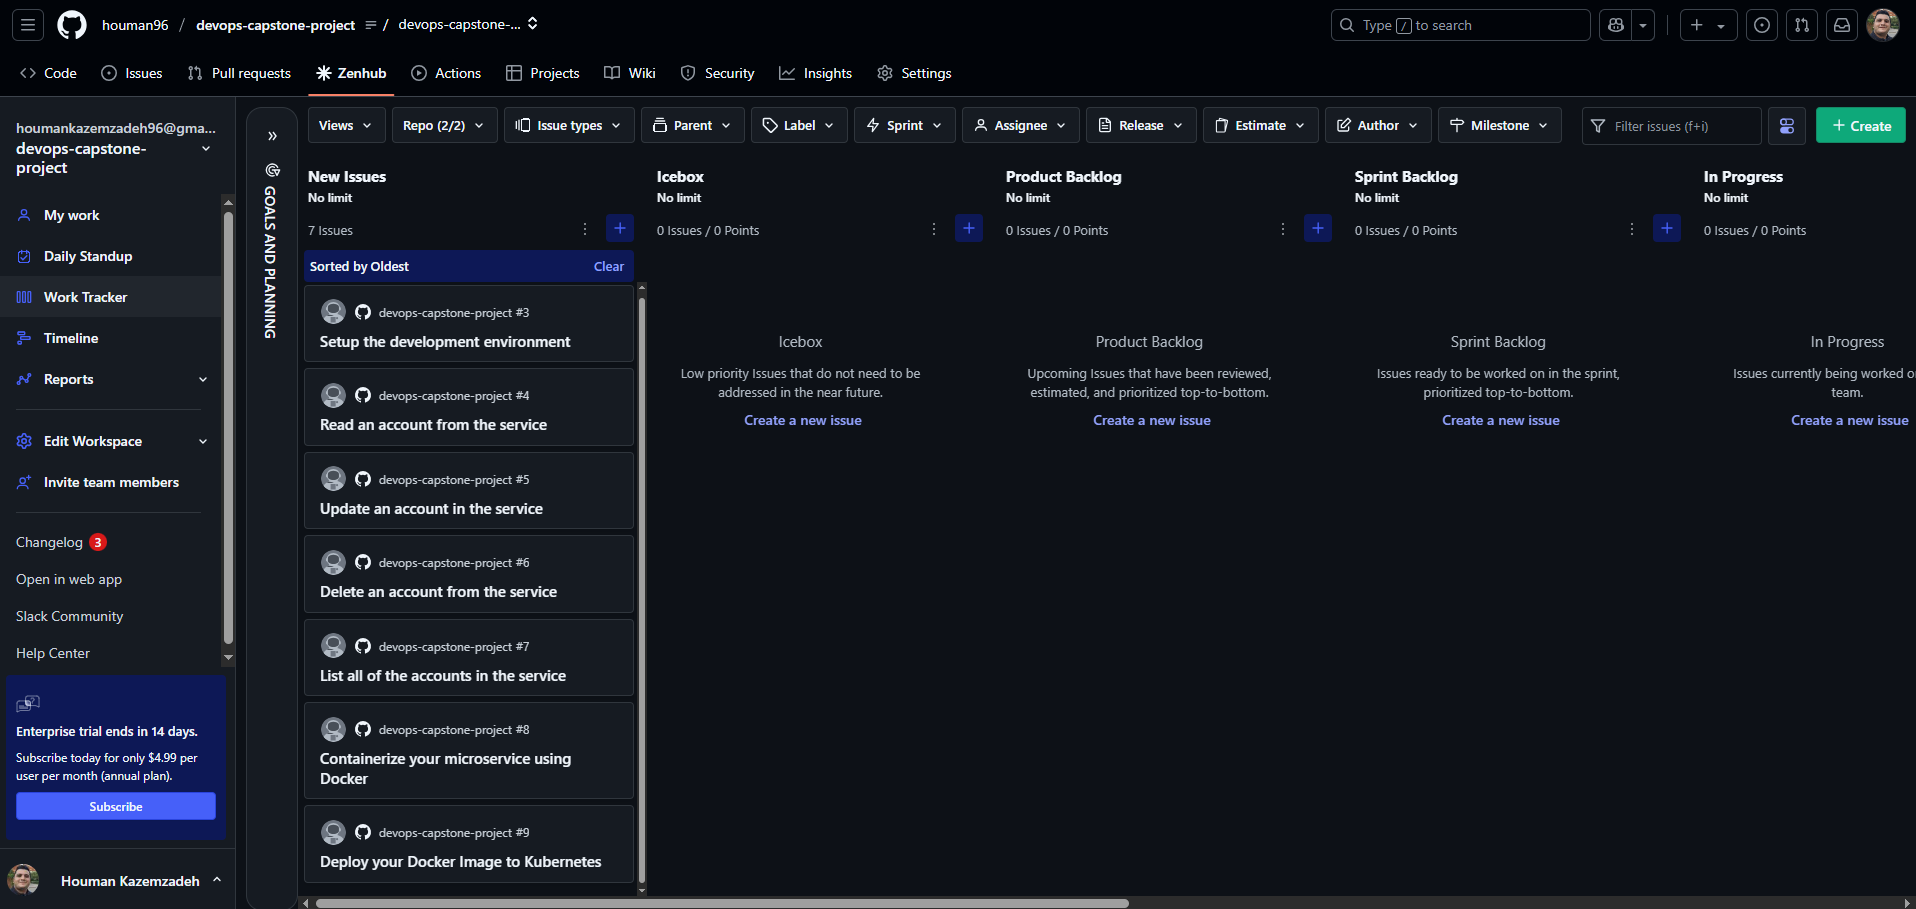 houman96 / devops-capstone-project / devops-capstone-...
Type / to search
Code Issues Pull requests Zenhub Actions Projects Wiki Security Insights Settings
houmankazemzadeh96@gma...
devops-capstone-
project
My work
Daily Standup
Work Tracker
Timeline
Reports
Edit Workspace
Invite team members
Changelog 3
Open in web app
Slack Community
Help Center
Enterprise trial ends in 14 days.
Subscribe today for only $4.99 per
user per month (annual plan).
Subscribe
Houman Kazemzadeh
GOALS AND PLANNING
Views Repo (2/2) Issue types Parent Label Sprint Assignee Release Estimate Author Milestone Filter issues (f+i) + Create
New Issues
No limit
7 Issues
Sorted by Oldest Clear
devops-capstone-project #3
Setup the development environment
devops-capstone-project #4
Read an account from the service
devops-capstone-project #5
Update an account in the service
devops-capstone-project #6
Delete an account from the service
devops-capstone-project #7
List all of the accounts in the service
devops-capstone-project #8
Containerize your microservice using
Docker
devops-capstone-project #9
Deploy your Docker Image to Kubernetes
Icebox
No limit
0 Issues / 0 Points
Icebox
Low priority Issues that do not need to be
addressed in the near future.
Create a new issue
Product Backlog
No limit
0 Issues / 0 Points
Product Backlog
Upcoming Issues that have been reviewed,
estimated, and prioritized top-to-bottom.
Create a new issue
Sprint Backlog
No limit
0 Issues / 0 Points
Sprint Backlog
Issues ready to be worked on in the sprint,
prioritized top-to-bottom.
Create a new issue
In Progress
No limit
0 Issues / 0 Points
In Progress
Issues currently being worked o
team.
Create a new issue